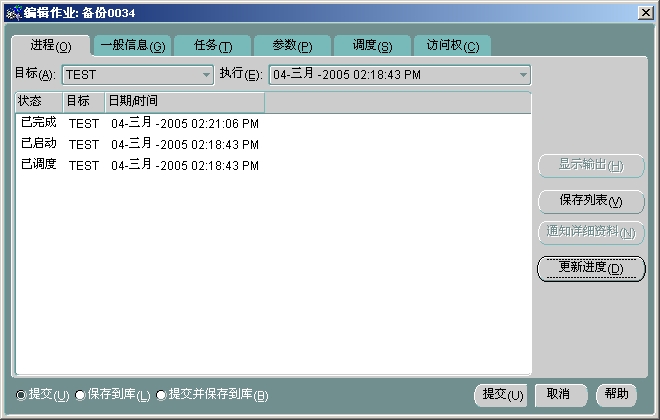 编辑作业: 备份0034
进程(O) 一般信息(G) 任务(T) 参数(P) 调度(S) 访问权(C)
目标(A): TEST 执行(E): 04-三月 -2005 02:18:43 PM
状态 目标 日期/时间
已完成 TEST 04-三月 -2005 02:21:06 PM
已启动 TEST 04-三月 -2005 02:18:43 PM
已调度 TEST 04-三月 -2005 02:18:43 PM
显示输出(H)
保存列表(V)
通知详细资料(N)
更新进度(D)
提交(U) 保存到库(L) 提交并保存到库(B) 提交(U) 取消 帮助